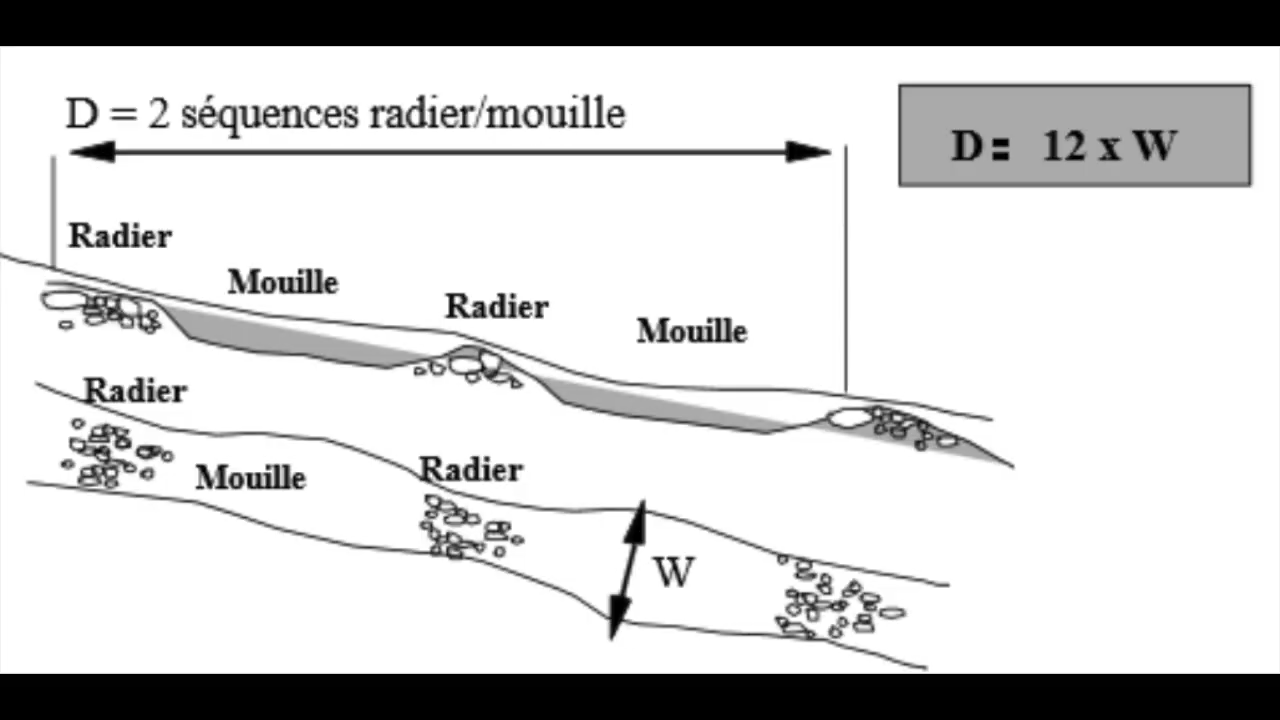 D = 2 séquences radier/mouille
D = 12 x W
Radier
Mouille
Radier
Mouille
Radier
Mouille
Radier
W